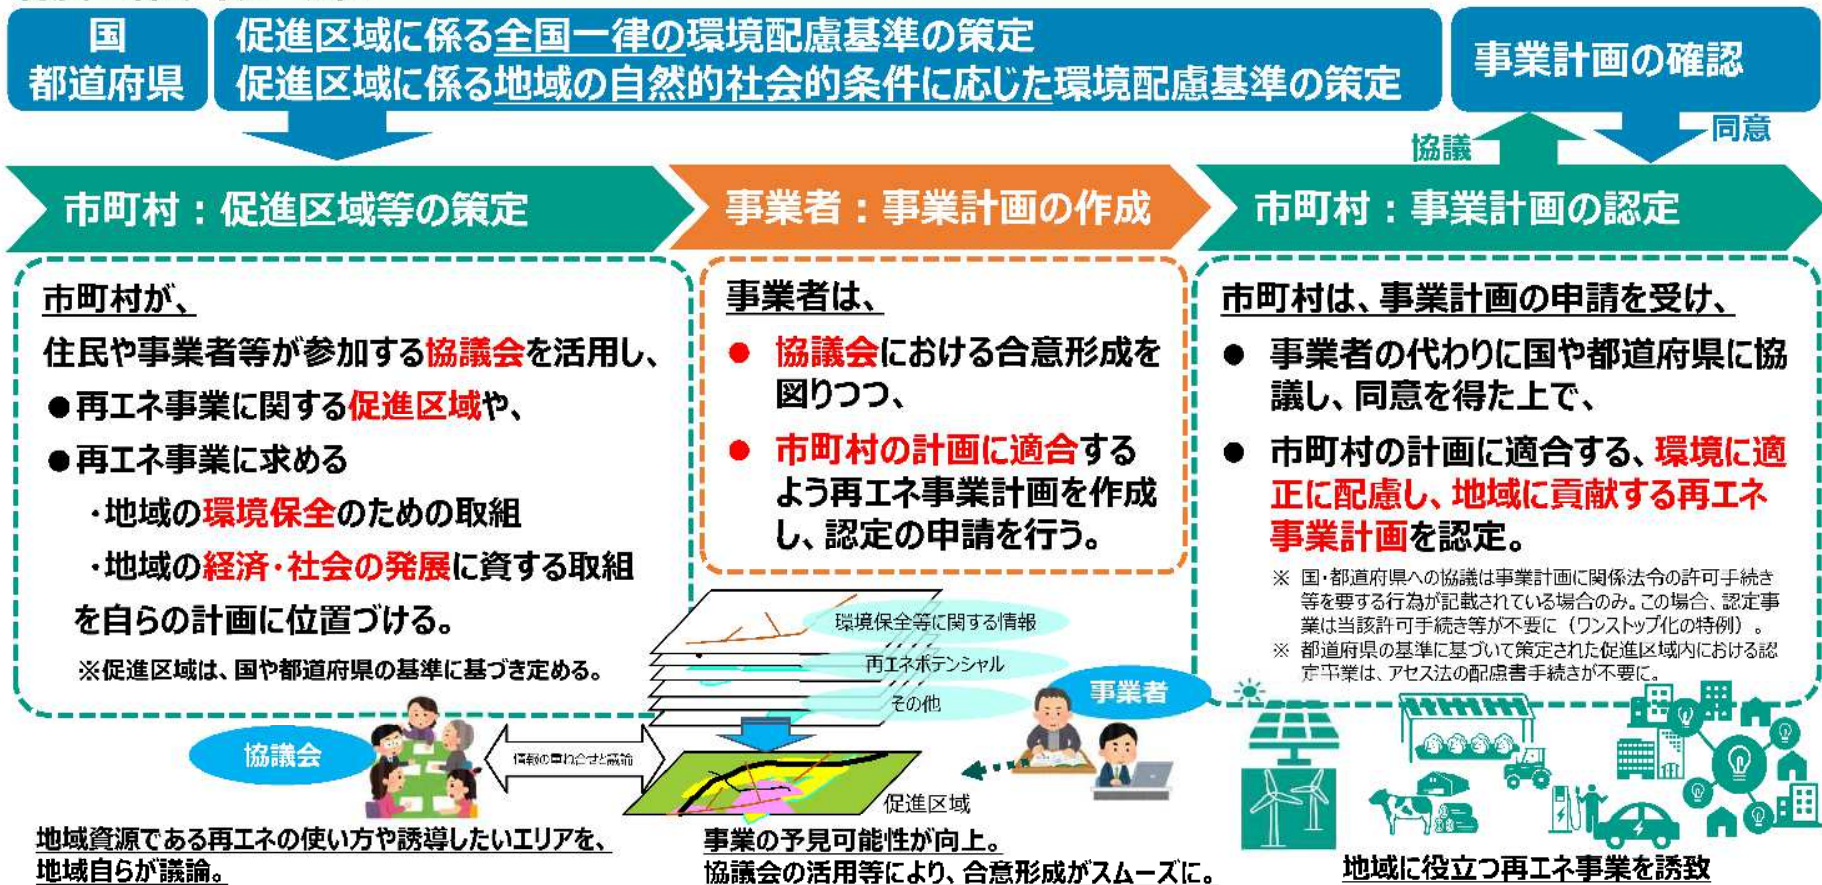 国
都道府県
促進区域に係る全国一律の環境配慮基準の策定
促進区域に係る地域の自然的社会的条件に応じた環境配慮基準の策定
事業計画の確認
協議
同意
市町村：促進区域等の策定
事業者：事業計画の作成
市町村：事業計画の認定
市町村が、
住民や事業者等が参加する協議会を活用し、
●再エネ事業に関する促進区域や、
●再エネ事業に求める
・地域の環境保全のための取組
・地域の経済・社会の発展に資する取組
を自らの計画に位置づける。
※促進区域は、国や都道府県の基準に基づき定める。
事業者は、
● 協議会における合意形成を
図りつつ、
● 市町村の計画に適合する
よう再エネ事業計画を作成
し、認定の申請を行う。
市町村は、事業計画の申請を受け、
● 事業者の代わりに国や都道府県に協
議し、同意を得た上で、
● 市町村の計画に適合する、環境に適
正に配慮し、地域に貢献する再エネ
事業計画を認定。
※ 国・都道府県への協議は事業計画に関係法令の許可手続き
等を要する行為が記載されている場合のみ。この場合、認定事
業は当該許可手続き等が不要に（ワンストップ化の特例）。
※ 都道府県の基準に基づいて策定された促進区域内における認
定事業は、アセス法の配慮書手続きが不要に。
環境保全等に関する情報
再エネポテンシャル
その他
事業者
協議会
情報の重ね合せと議論
促進区域
地域資源である再エネの使い方や誘導したいエリアを、
地域自らが議論。
事業の予見可能性が向上。
協議会の活用等により、合意形成がスムーズに。
地域に役立つ再エネ事業を誘致